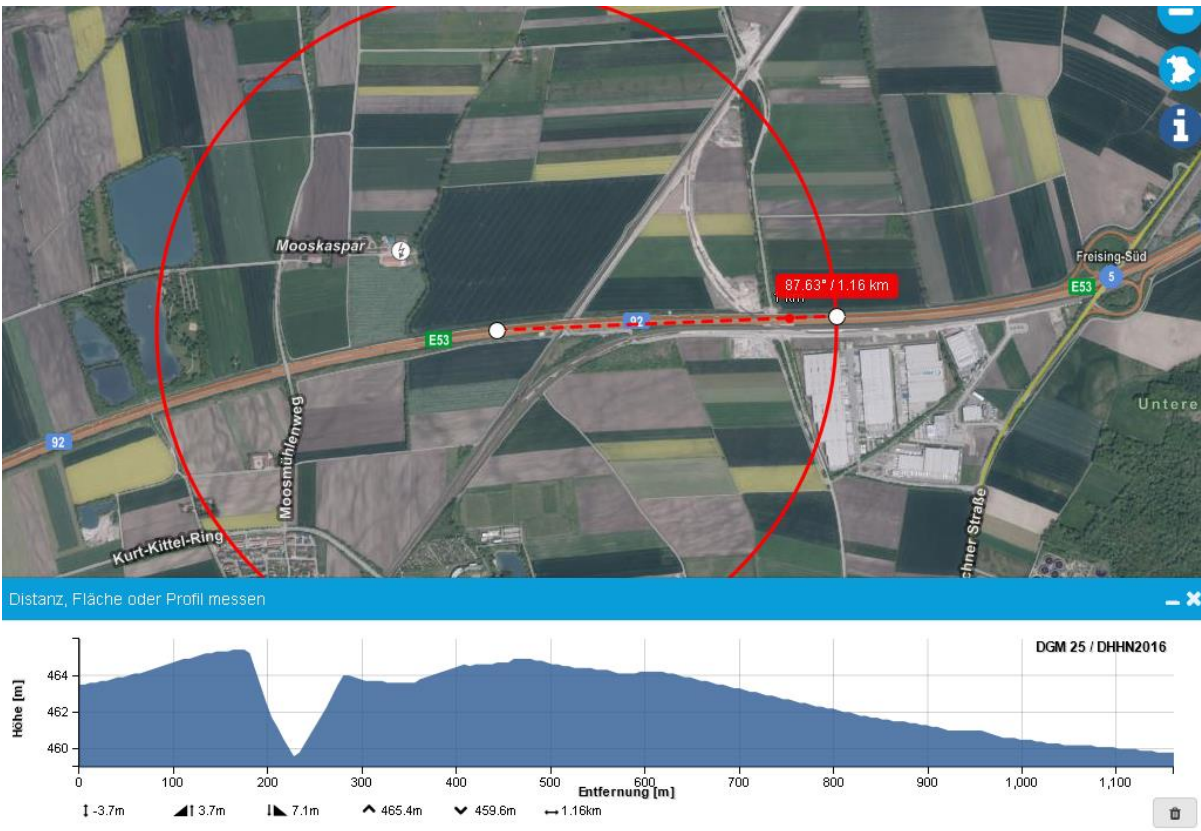 Mooskaspar
Freising-Süd
5
E53
87.63° / 1.16 km
92
E53
Untere
92
Moosmühlenweg
Kurt-Kittel-Ring
chner Straße
Distanz, Fläche oder Profil messen
DGM 25 / DHHN2016
Höhe [m]
464
462
460
0 100 200 300 400 500 600 700 800 900 1,000 1,100
Entfernung [m]
-3.7m 3.7m 7.1m 465.4m 459.6m 1.16km